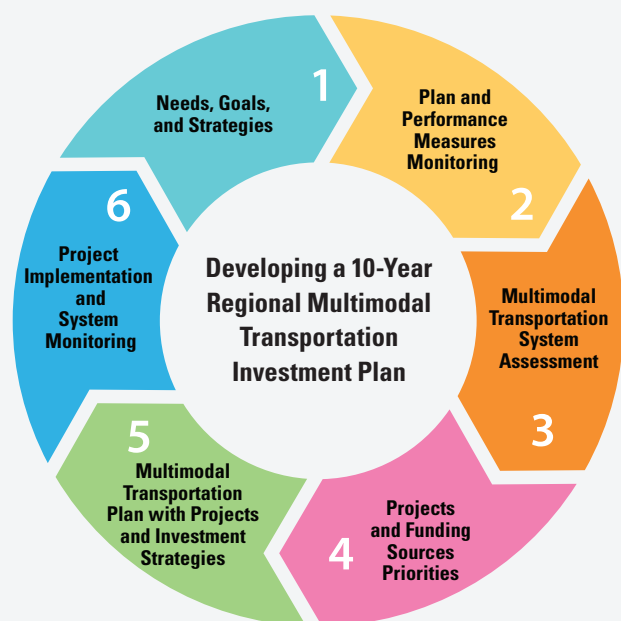 Developing a 10-Year
Regional Multimodal
Transportation
Investment Plan
1
Needs, Goals,
and Strategies
2
Plan and
Performance
Measures
Monitoring
3
Multimodal
Transportation
System
Assessment
4
Projects
and Funding
Sources
Priorities
5
Multimodal
Transportation
Plan with Projects
and Investment
Strategies
6
Project
Implementation
and
System
Monitoring